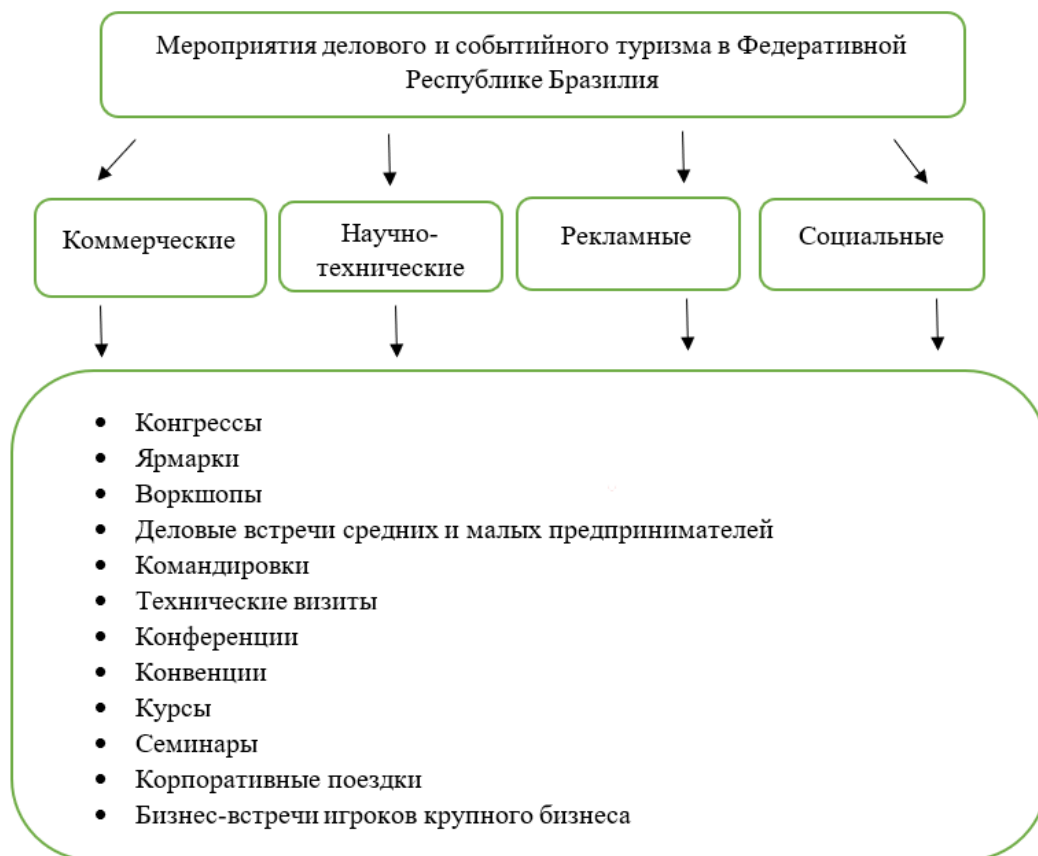 Мероприятия делового и событийного туризма в Федеративной
Республике Бразилия
Коммерческие
Научно-
технические
Рекламные
Социальные
• Конгрессы
• Ярмарки
• Воркшопы
• Деловые встречи средних и малых предпринимателей
• Командировки
• Технические визиты
• Конференции
• Конвенции
• Курсы
• Семинары
• Корпоративные поездки
• Бизнес-встречи игроков крупного бизнеса